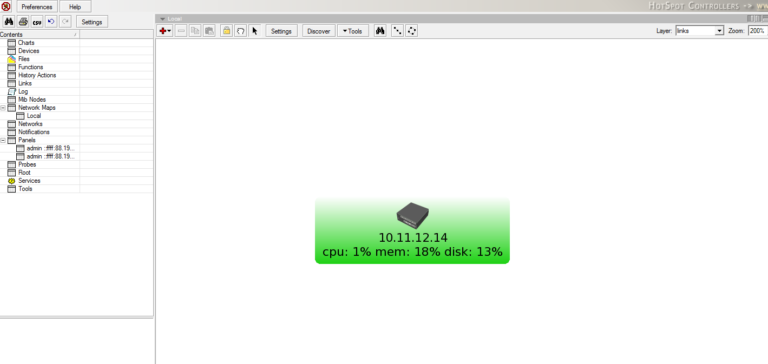 Preferences Help HotSpot Controllers => ww
csv Settings Local
Contents / Settings Discover Tools Layer: links Zoom: 200%
Charts
Devices
Files
Functions
History Actions
Links
Log
Mib Nodes
Network Maps
Local
Networks
Notifications
Panels
admin :ffff:88.19...
admin :ffff:88.19...
Probes
Root
Services
Tools
10.11.12.14
cpu: 1% mem: 18% disk: 13%